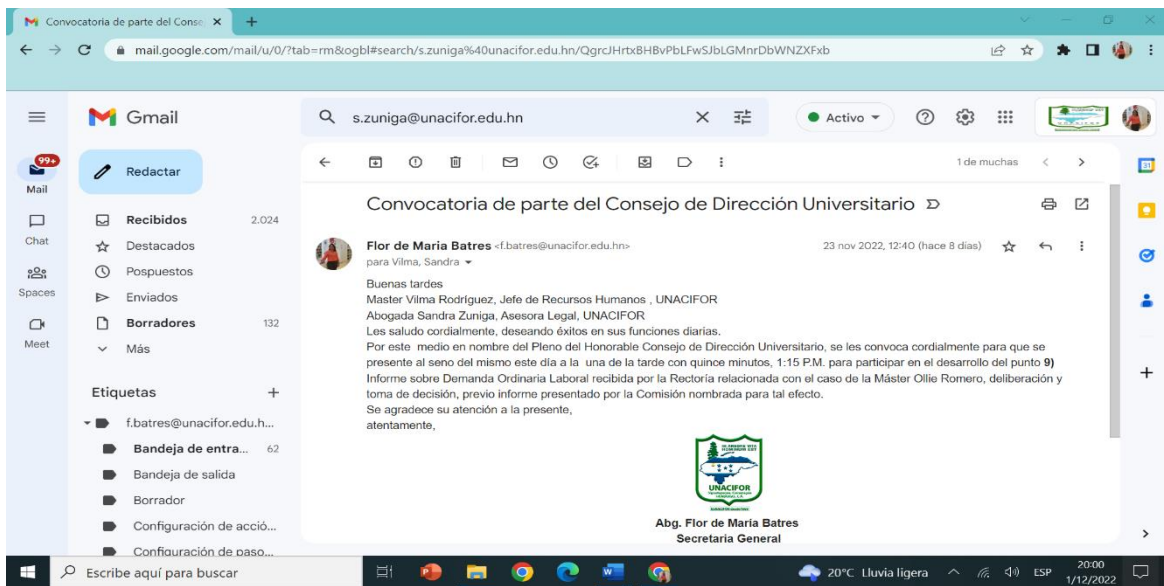 Convocatoria de parte del Conse
mail.google.com/mail/u/0/?tab=rm&ogbl#search/s.zuniga%40unacifor.edu.hn/QgrcJHrtxBHBvPbLFwSJbLGMnrDbWNZXFxb
Gmail
s.zuniga@unacifor.edu.hn
Activo
99+
Mail
Redactar
1 de muchas
31
Convocatoria de parte del Consejo de Dirección Universitario
Recibidos 2.024
Chat
Destacados
Flor de Maria Batres <f.batres@unacifor.edu.hn> 23 nov 2022, 12:40 (hace 8 días)
para Vilma, Sandra
Pospuestos
Spaces
Enviados
Borradores 132
Meet
Más
Buenas tardes
Master Vilma Rodríguez, Jefe de Recursos Humanos , UNACIFOR
Abogada Sandra Zuniga, Asesora Legal, UNACIFOR
Les saludo cordialmente, deseando éxitos en sus funciones diarias.
Por este medio en nombre del Pleno del Honorable Consejo de Dirección Universitario, se les convoca cordialmente para que se
presente al seno del mismo este día a la una de la tarde con quince minutos, 1:15 P.M. para participar en el desarrollo del punto 9)
Informe sobre Demanda Ordinaria Laboral recibida por la Rectoría relacionada con el caso de la Máster Ollie Romero, deliberación y
toma de decisión, previo informe presentado por la Comisión nombrada para tal efecto.
Se agradece su atención a la presente,
atentamente,
Etiquetas
f.batres@unacifor.edu.h...
Bandeja de entra... 62
Bandeja de salida
Borrador
Configuración de acció...
Configuración de paso...
UNACIFOR
Abg. Flor de Maria Batres
Secretaria General
Escribe aquí para buscar
20°C Lluvia ligera
ESP
20:00
1/12/2022